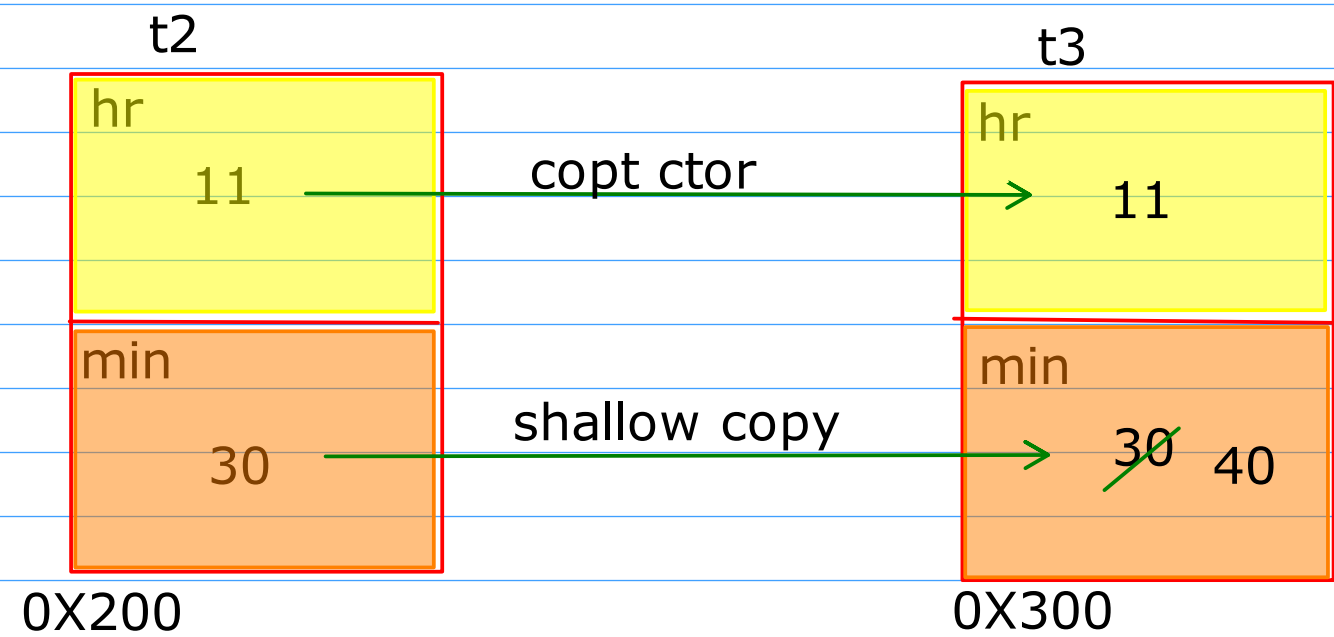 t2
t3
hr
11
copt ctor
hr
11
min
30
shallow copy
min
30 40
0X200
0X300